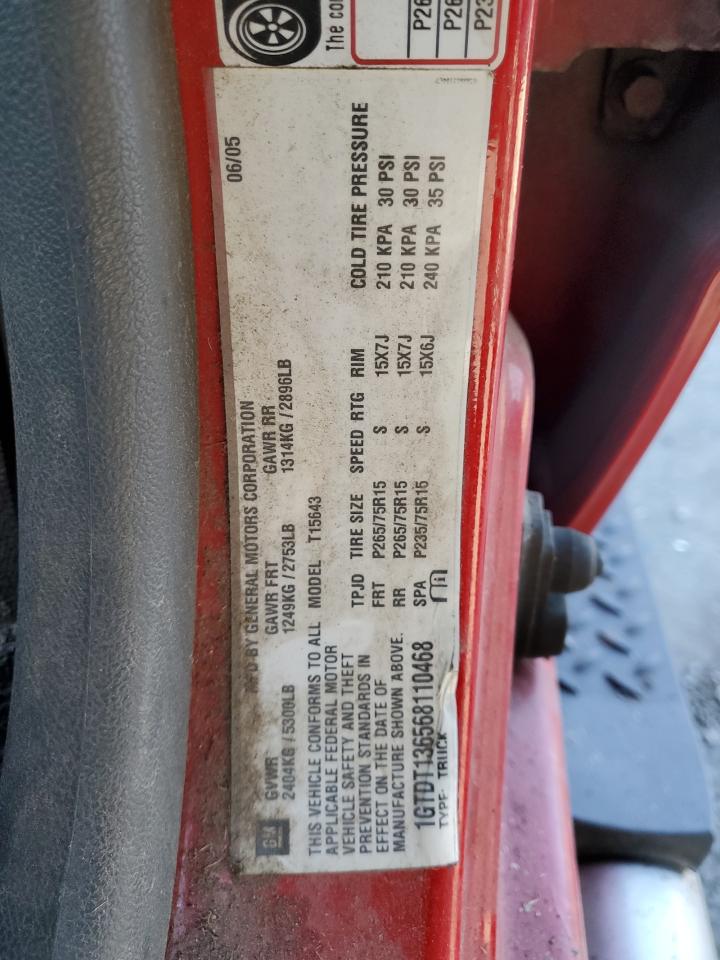 The co
P26
P26
P23
06/05
MFD BY GENERAL MOTORS CORPORATION
GVWR GAWR FRT GAWR RR
2404KG/5300LB 1249KG/2753LB 1314KG/2896LB
GM
THIS VEHICLE CONFORMS TO ALL
APPLICABLE FEDERAL MOTOR
VEHICLE SAFETY AND THEFT
PREVENTION STANDARDS IN
EFFECT ON THE DATE OF
MANUFACTURE SHOWN ABOVE.
1GTDT136568110468
TYPE: TRUCK
MODEL T15643
TPJD TIRE SIZE SPEED RTG RIM COLD TIRE PRESSURE
FRT P265/75R15 S 15X7J 210 KPA 30 PSI
RR P265/75R15 S 15X7J 210 KPA 30 PSI
SPA P235/75R15 S 15X6J 240 KPA 35 PSI